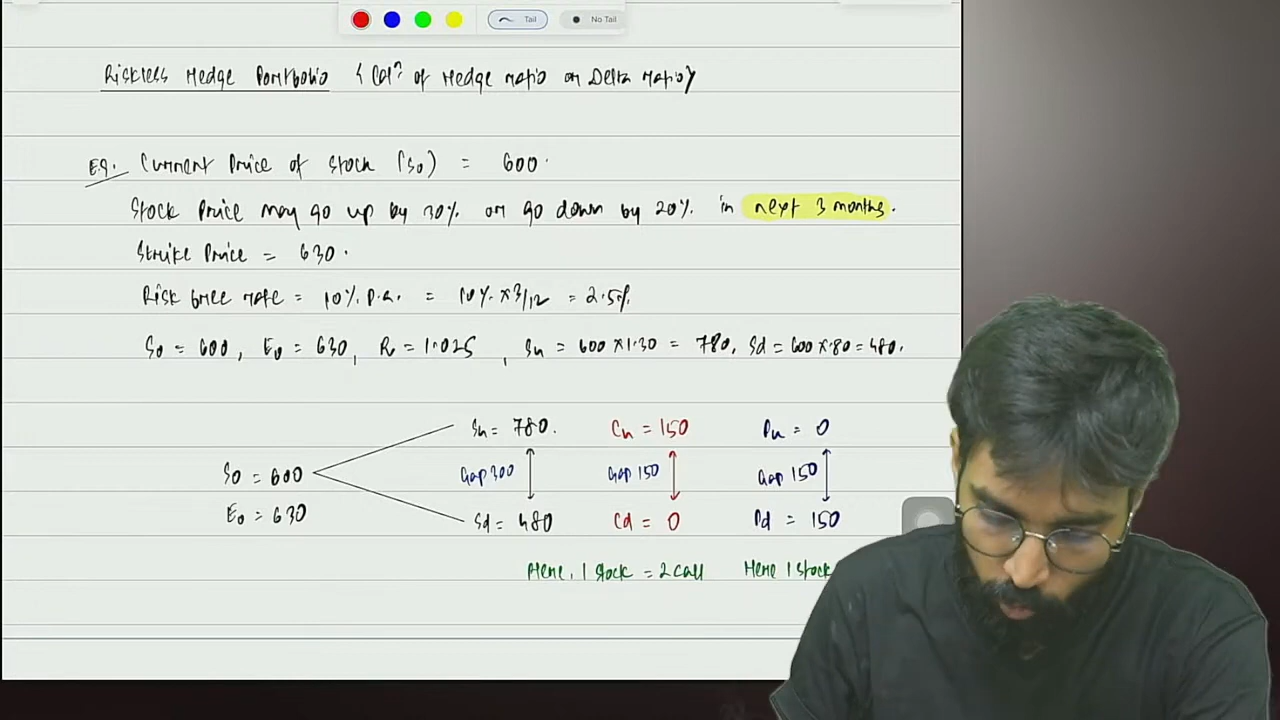 Tail No Tail
Riskless Hedge Portfolio { Calⁿ of Hedge ratio or Delta Ratio }
E.g. Current Price of Stock (S₀) = 600.
Stock Price may go up by 30% or go down by 20% in next 3 months.
Strike Price = 630.
Risk free rate = 10% p.a. = 10% × 3/12 = 2.5%
S₀ = 600, E₀ = 630, R = 1.025, Su = 600 × 1.30 = 780, Sd = 600 × .80 = 480.
Su = 780. Cu = 150 Pu = 0
S₀ = 600 Gap 300 Gap 150 Gap 150
E₀ = 630 Sd = 480 Cd = 0 Pd = 150
Here, 1 Stock = 2 Call Here 1 Stock